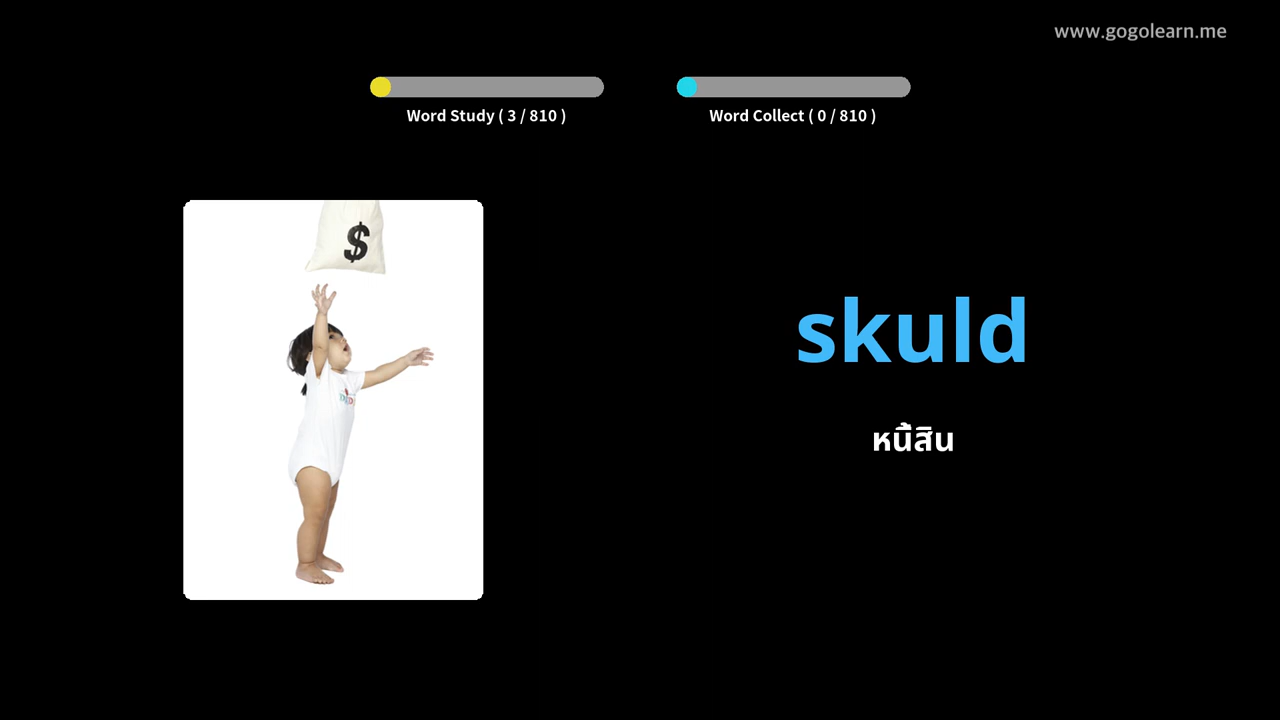 www.gogolearn.me
Word Study ( 3 / 810 )
Word Collect ( 0 / 810 )
$
skuld
หนี้สิน